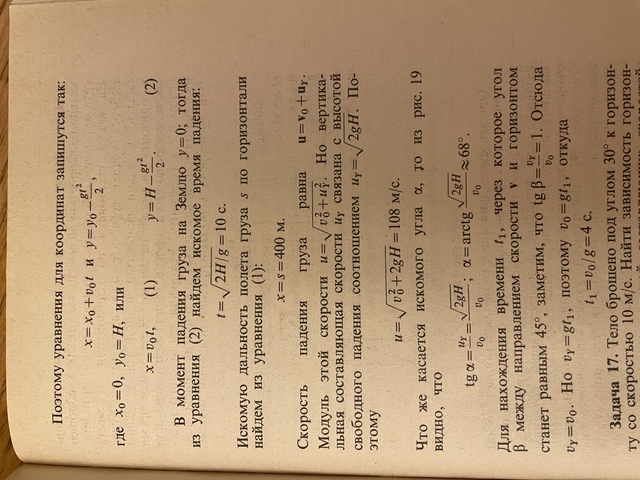 Поэтому уравнения для координат запишутся так:
x=x₀+v₀t и y=y₀−gt²/2,
где x₀=0, y₀=H, или
x=v₀t, (1) y=H−gt²/2. (2)
В момент падения груза на Землю y=0; тогда
из уравнения (2) найдем искомое время падения:
t=√2H/g=10 с.
Искомую дальность полета груза s по горизонтали
найдем из уравнения (1):
x=s=400 м.
Скорость падения груза равна u=v₀+uᵧ.
Модуль этой скорости u=√v₀²+uᵧ². Но вертикаль-
льная составляющая скорости uᵧ связана с высотой
свободного падения соотношением uᵧ=√2gH. По-
этому
u=√v₀²+2gH=108 м/с.
Что же касается искомого угла α, то из рис. 19
видно, что
tg α=uᵧ/v₀=√2gH/v₀; α=arctg √2gH/v₀≈68°.
Для нахождения времени t₁, через которое угол
β между направлением скорости v и горизонтом
станет равным 45°, заметим, что tg β=vᵧ/v₀=1. Отсюда
vᵧ=v₀. Но vᵧ=gt₁, поэтому v₀=gt₁, откуда
t₁=v₀/g=4 с.
Задача 17. Тело брошено под углом 30° к горизон-
ту со скоростью 10 м/с. Найти зависимость горизон-